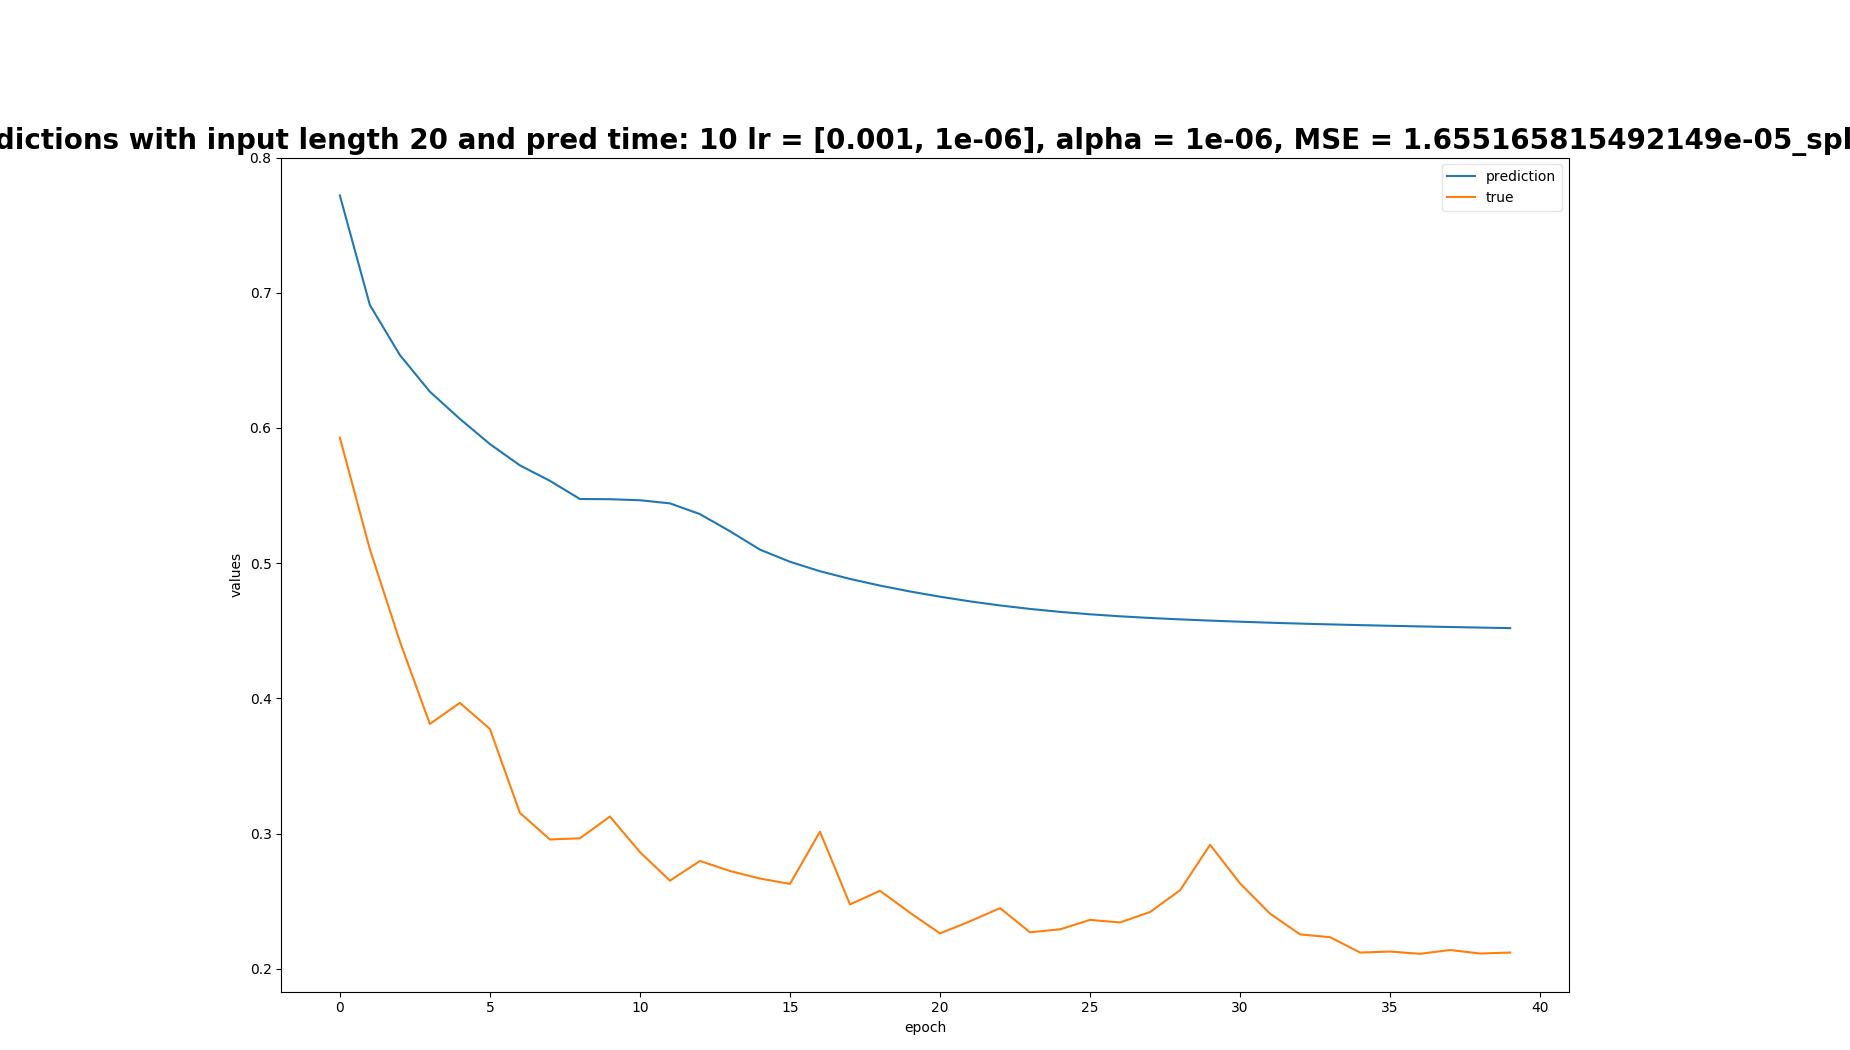 dictions with input length 20 and pred time: 10 lr = [0.001, 1e-06], alpha = 1e-06, MSE = 1.655165815492149e-05_spl
prediction
true
0.8
0.7
0.6
0.5
0.4
0.3
0.2
values
0 5 10 15 20 25 30 35 40
epoch